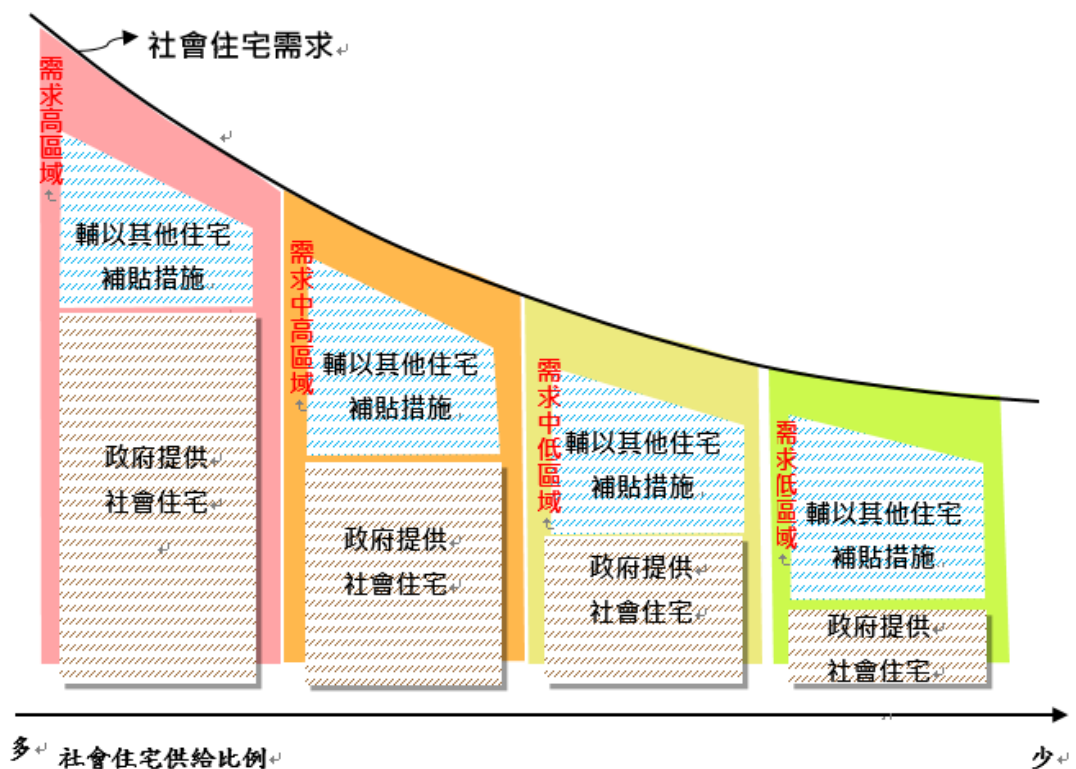 社會住宅需求
需求高區域
輔以其他住宅
補貼措施
政府提供
社會住宅
需求中高區域
輔以其他住宅
補貼措施
政府提供
社會住宅
需求中低區域
輔以其他住宅
補貼措施
政府提供
社會住宅
需求低區域
輔以其他住宅
補貼措施
政府提供
社會住宅
多 社會住宅供給比例 少